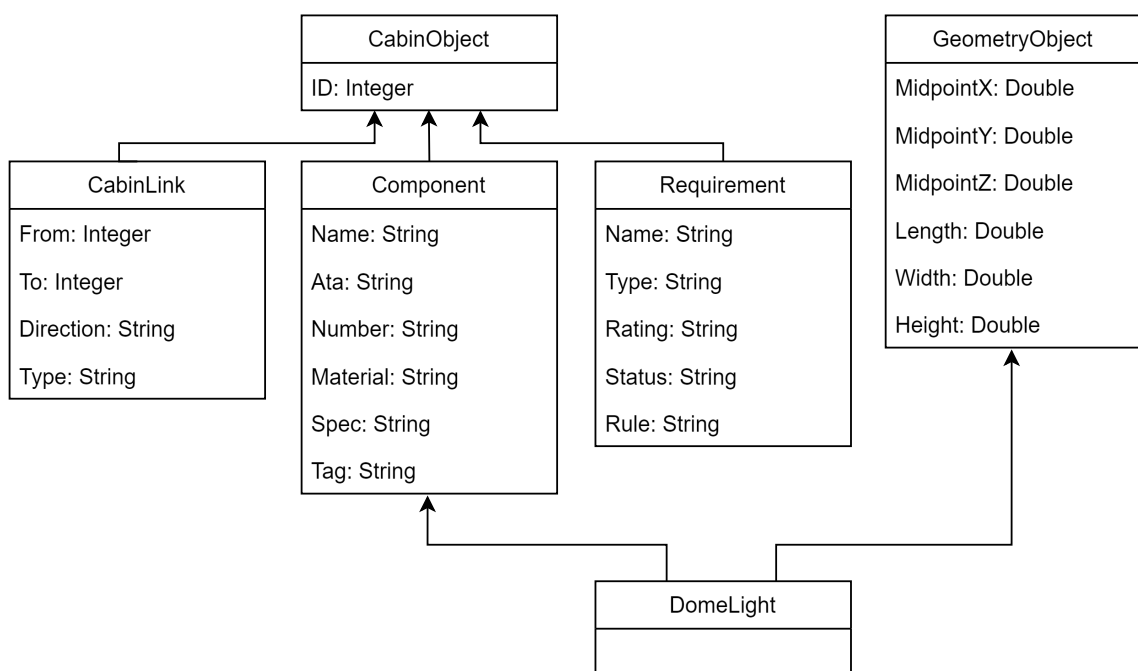 CabinObject
ID: Integer
GeometryObject
MidpointX: Double
MidpointY: Double
MidpointZ: Double
Length: Double
Width: Double
Height: Double
CabinLink
From: Integer
To: Integer
Direction: String
Type: String
Component
Name: String
Ata: String
Number: String
Material: String
Spec: String
Tag: String
Requirement
Name: String
Type: String
Rating: String
Status: String
Rule: String
DomeLight